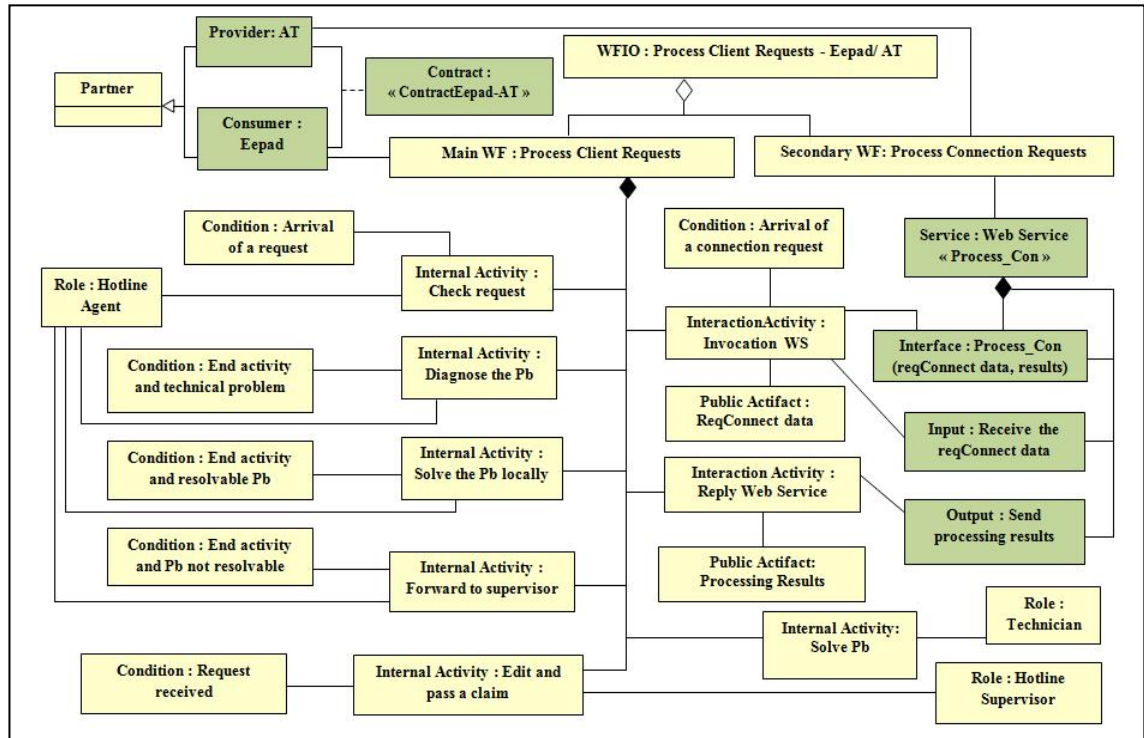 Provider: AT
WFIO : Process Client Requests - Eepad/ AT
Partner
Contract :
« ContractEepad-AT »
Consumer :
Eepad
Main WF : Process Client Requests
Secondary WF: Process Connection Requests
Condition : Arrival
of a request
Condition : Arrival of
a connection request
Service : Web Service
« Process_Con »
Role : Hotline
Agent
Internal Activity :
Check request
InteractionActivity :
Invocation WS
Interface : Process_Con
(reqConnect data, results)
Condition : End activity
and technical problem
Internal Activity :
Diagnose the Pb
Public Actifact :
ReqConnect data
Input : Receive the
reqConnect data
Condition : End activity
and resolvable Pb
Internal Activity :
Solve the Pb locally
Interaction Activity :
Reply Web Service
Output : Send
processing results
Condition : End activity
and Pb not resolvable
Internal Activity :
Forward to supervisor
Public Actifact:
Processing Results
Internal Activity:
Solve Pb
Role :
Technician
Condition : Request
received
Internal Activity : Edit and
pass a claim
Role : Hotline
Supervisor